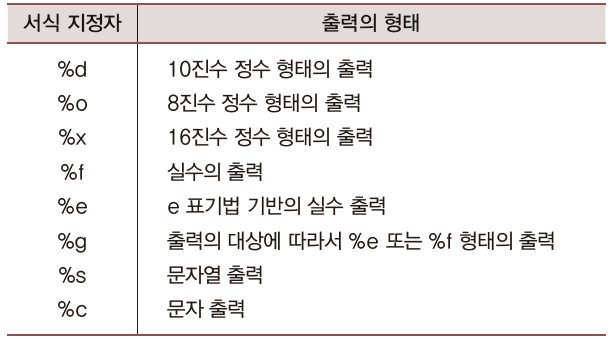 서식 지정자 출력의 형태
%d 10진수 정수 형태의 출력
%o 8진수 정수 형태의 출력
%x 16진수 정수 형태의 출력
%f 실수의 출력
%e e 표기법 기반의 실수 출력
%g 출력의 대상에 따라서 %e 또는 %f 형태의 출력
%s 문자열 출력
%c 문자 출력